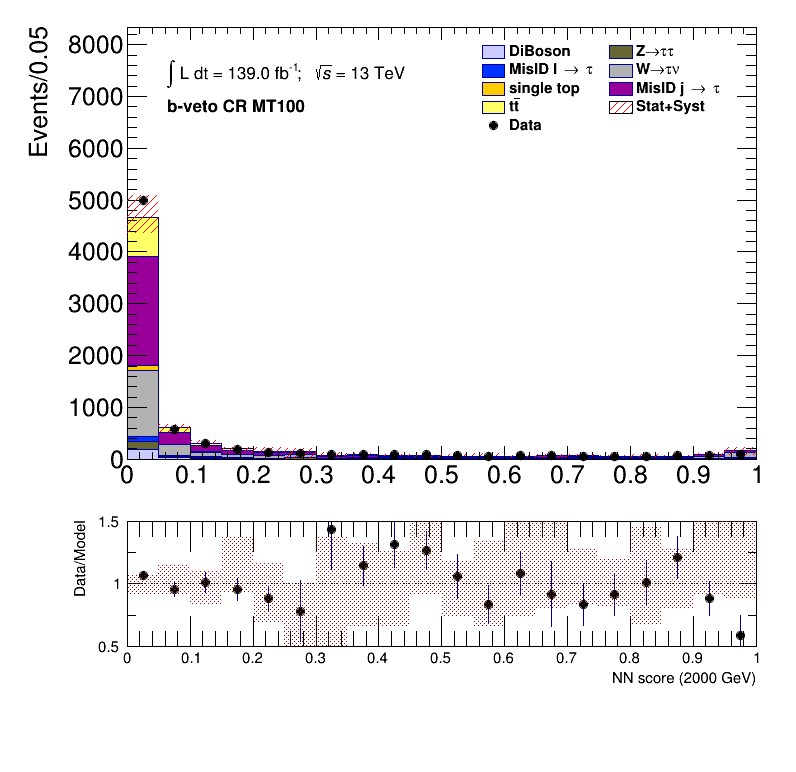 Events/0.05
8000
7000
6000
5000
4000
3000
2000
1000
0
∫ L dt = 139.0 fb⁻¹; √s = 13 TeV
b-veto CR MT100
DiBoson
MisID l → τ
single top
tt̄
Data
Z→ττ
W→τν
MisID j → τ
Stat+Syst
0 0.1 0.2 0.3 0.4 0.5 0.6 0.7 0.8 0.9 1
Data/Model
1.5
1
0.5
0 0.1 0.2 0.3 0.4 0.5 0.6 0.7 0.8 0.9 1
NN score (2000 GeV)